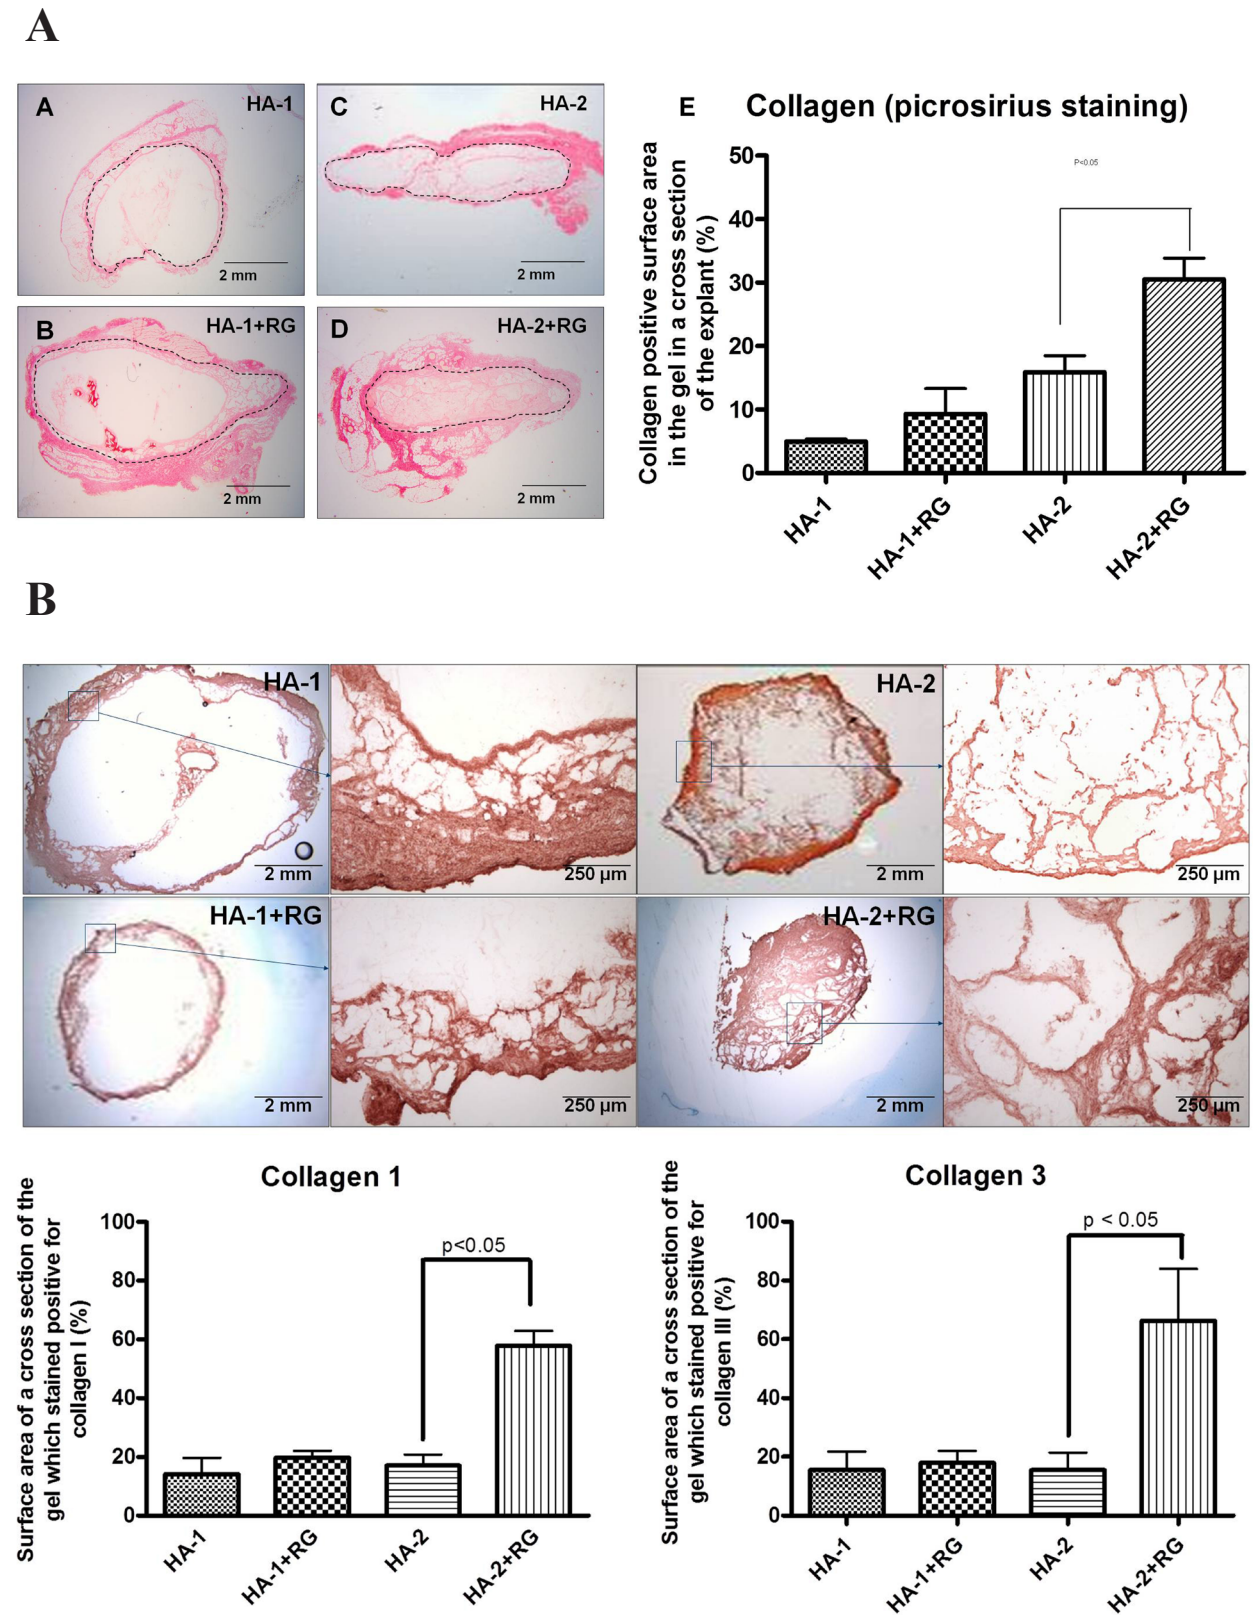 A
A
HA-1
2 mm
C
HA-2
2 mm
B
HA-1+RG
2 mm
D
HA-2+RG
2 mm
E
Collagen (picrosirius staining)
Collagen positive surface area
in the gel in a cross section
of the explant (%)
50
40
30
20
10
0
P<0.05
HA-1
HA-1+RG
HA-2
HA-2+RG
B
HA-1
2 mm
250 µm
HA-2
2 mm
250 µm
HA-1+RG
2 mm
250 µm
HA-2+RG
2 mm
250 µm
Collagen 1
Surface area of a cross section of the
gel which stained positive for
collagen I (%)
100
80
60
40
20
0
p<0.05
HA-1
HA-1+RG
HA-2
HA-2+RG
Collagen 3
Surface area of a cross section of the
gel which stained positive for
collagen III (%)
100
80
60
40
20
0
p < 0.05
HA-1
HA-1+RG
HA-2
HA-2+RG